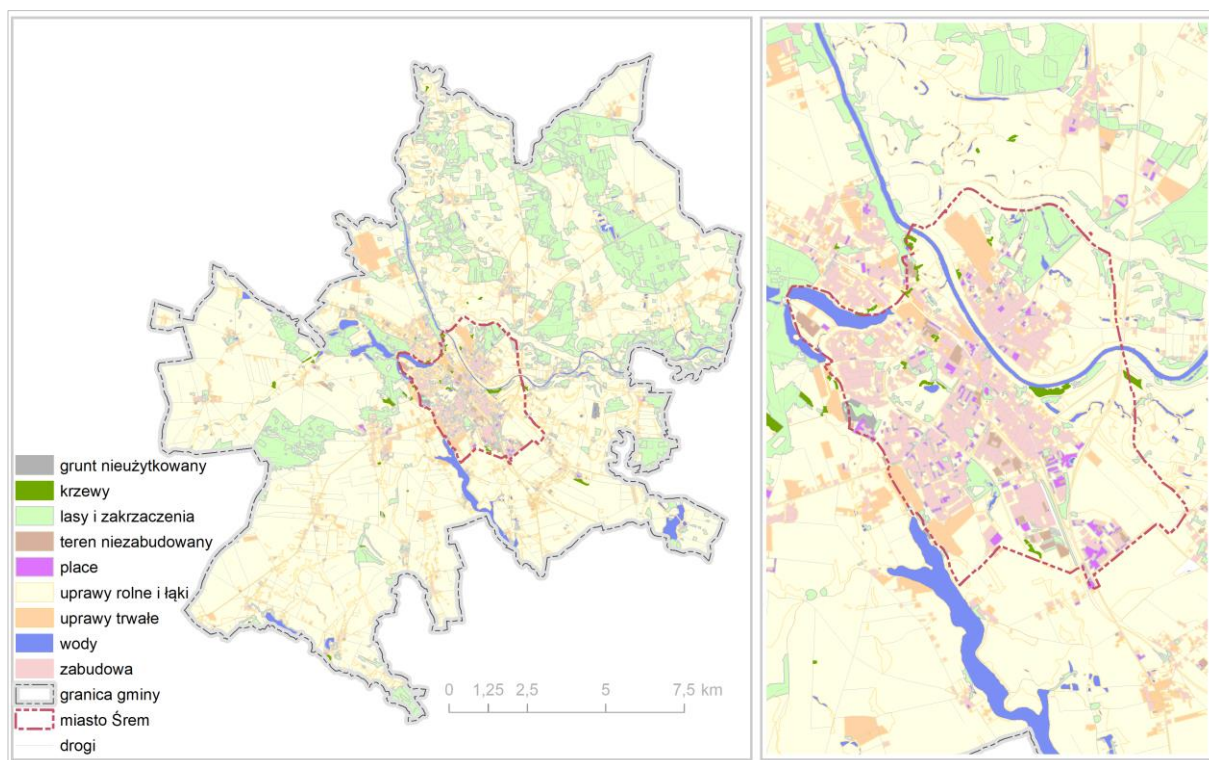 grunt nieużytkowany
krzewy
lasy i zakrzaczenia
teren niezabudowany
place
uprawy rolne i łąki
uprawy trwałe
wody
zabudowa
granica gminy
miasto Śrem
drogi
0 1,25 2,5 5 7,5 km